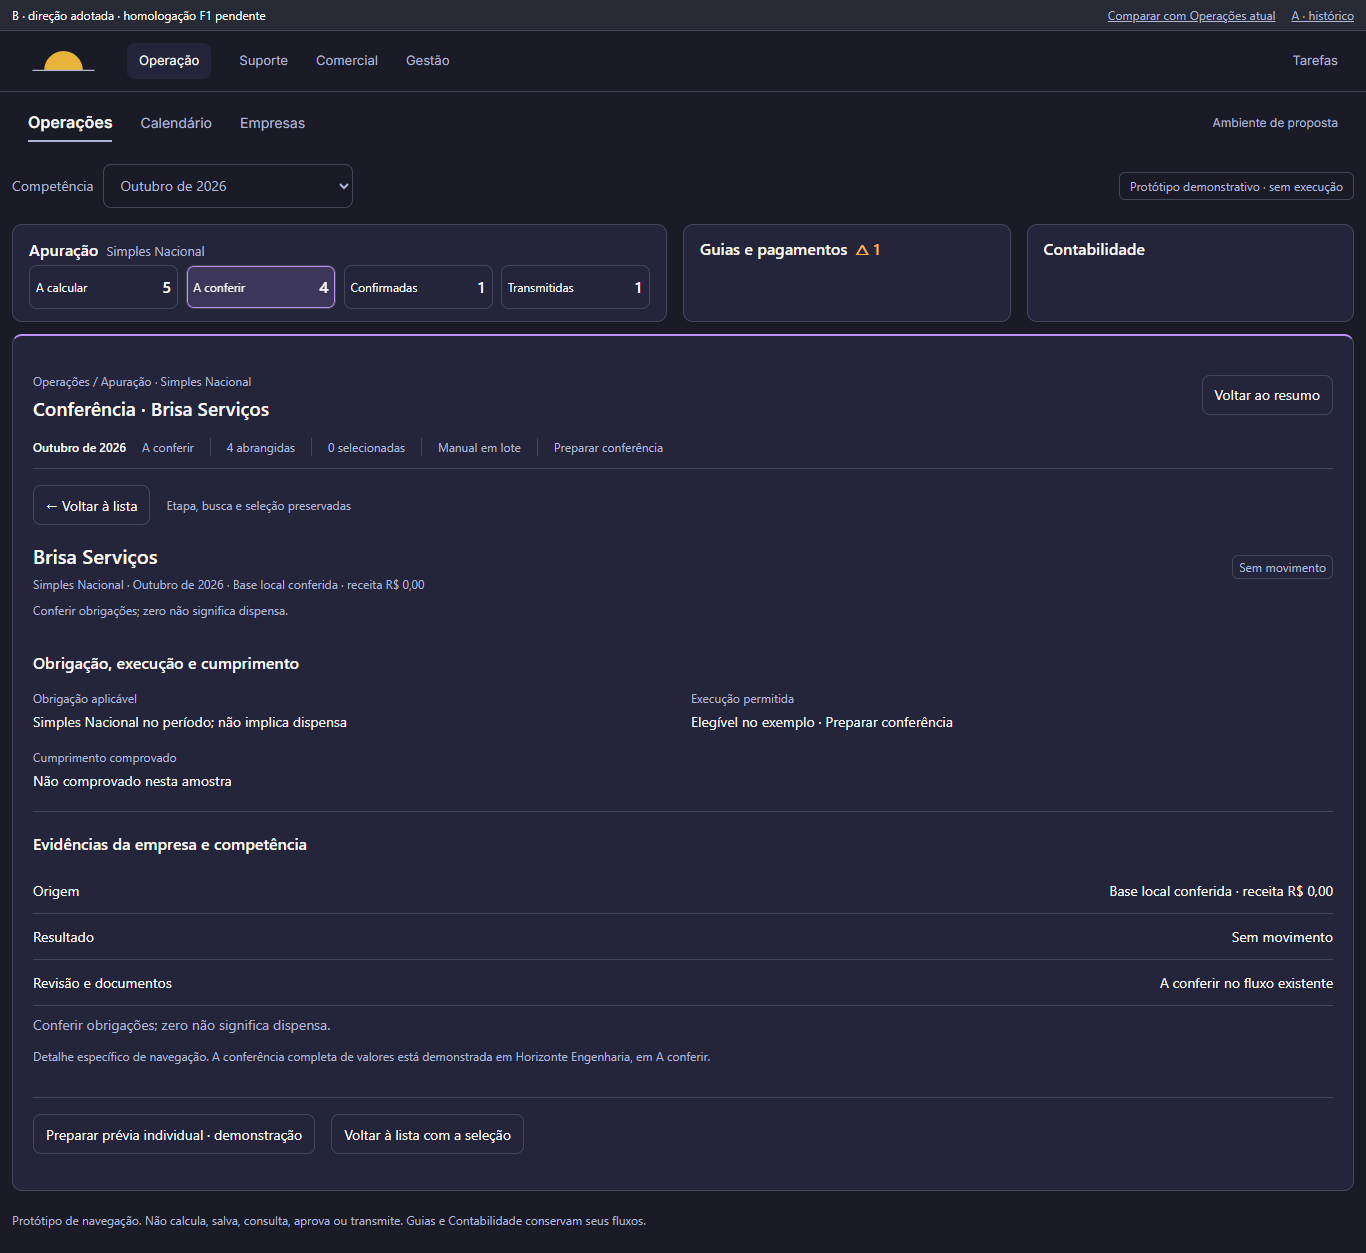 B · direção adotada · homologação F1 pendente
Comparar com Operações atual
A · histórico
Operação
Suporte
Comercial
Gestão
Tarefas
Operações
Calendário
Empresas
Ambiente de proposta
Competência
Outubro de 2026
Protótipo demonstrativo · sem execução
Apuração Simples Nacional
A calcular 5
A conferir 4
Confirmadas 1
Transmitidas 1
Guias e pagamentos △ 1
Contabilidade
Operações / Apuração · Simples Nacional
Conferência · Brisa Serviços
Voltar ao resumo
Outubro de 2026
A conferir
4 abrangidas
0 selecionadas
Manual em lote
Preparar conferência
← Voltar à lista
Etapa, busca e seleção preservadas
Brisa Serviços
Simples Nacional · Outubro de 2026 · Base local conferida · receita R$ 0,00
Conferir obrigações; zero não significa dispensa.
Sem movimento
Obrigação, execução e cumprimento
Obrigação aplicável
Simples Nacional no período; não implica dispensa
Execução permitida
Elegível no exemplo · Preparar conferência
Cumprimento comprovado
Não comprovado nesta amostra
Evidências da empresa e competência
Origem
Base local conferida · receita R$ 0,00
Resultado
Sem movimento
Revisão e documentos
A conferir no fluxo existente
Conferir obrigações; zero não significa dispensa.
Detalhe específico de navegação. A conferência completa de valores está demonstrada em Horizonte Engenharia, em A conferir.
Preparar prévia individual · demonstração
Voltar à lista com a seleção
Protótipo de navegação. Não calcula, salva, consulta, aprova ou transmite. Guias e Contabilidade conservam seus fluxos.